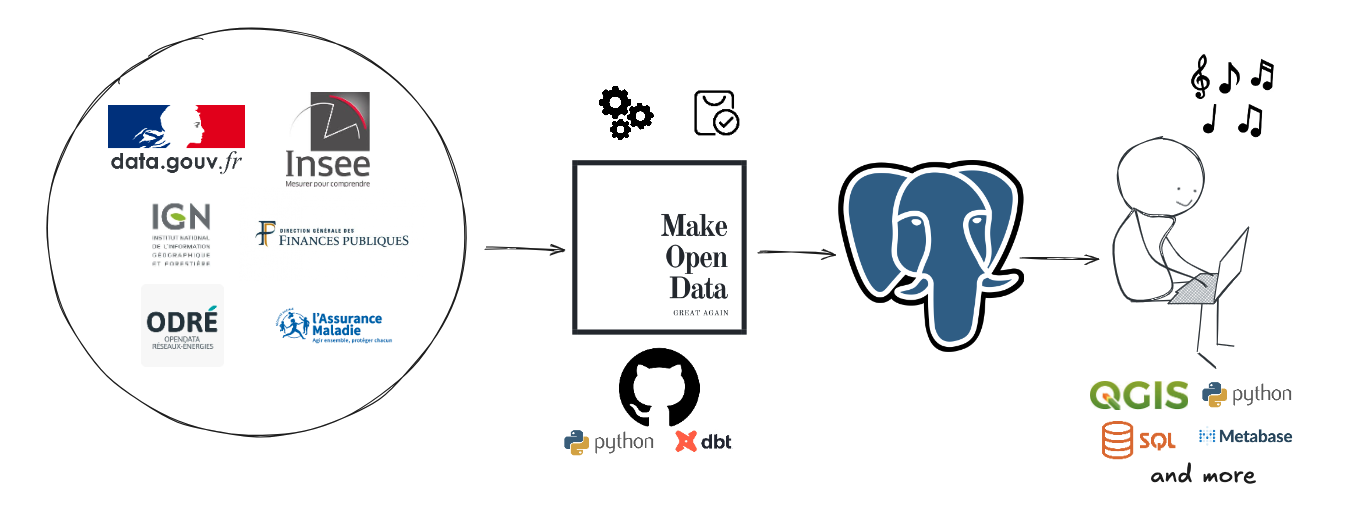 data.gouv.fr
Insee
Mesurer pour comprendre
IGN
INSTITUT NATIONAL
DE L'INFORMATION
GÉOGRAPHIQUE
ET FORESTIÈRE
DIRECTION GÉNÉRALE DES
FINANCES PUBLIQUES
ODRÉ
OPENDATA
RÉSEAUX-ÉNERGIES
l'Assurance
Maladie
Agir ensemble, protéger chacun
Make
Open
Data
GREAT AGAIN
python
dbt
QGIS
python
SQL
Metabase
and more